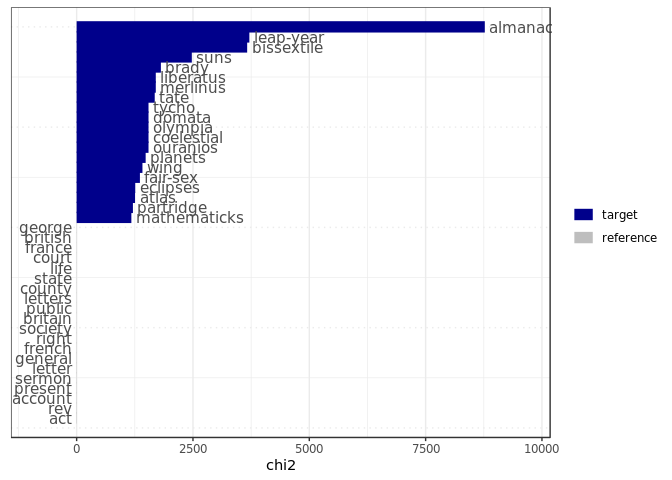 almanac
leap-year
bissextile
suns
brady
liberatus
merlinus
tate
tycho
domata
olympia
coelestial
ouranios
planets
wing
fair-sex
eclipses
atlas
partridge
mathematicks
george
british
france
court
life
state
county
letters
public
britain
society
right
french
general
letter
sermon
present
account
rev
act
target
reference
0 2500 5000 7500 10000
chi2